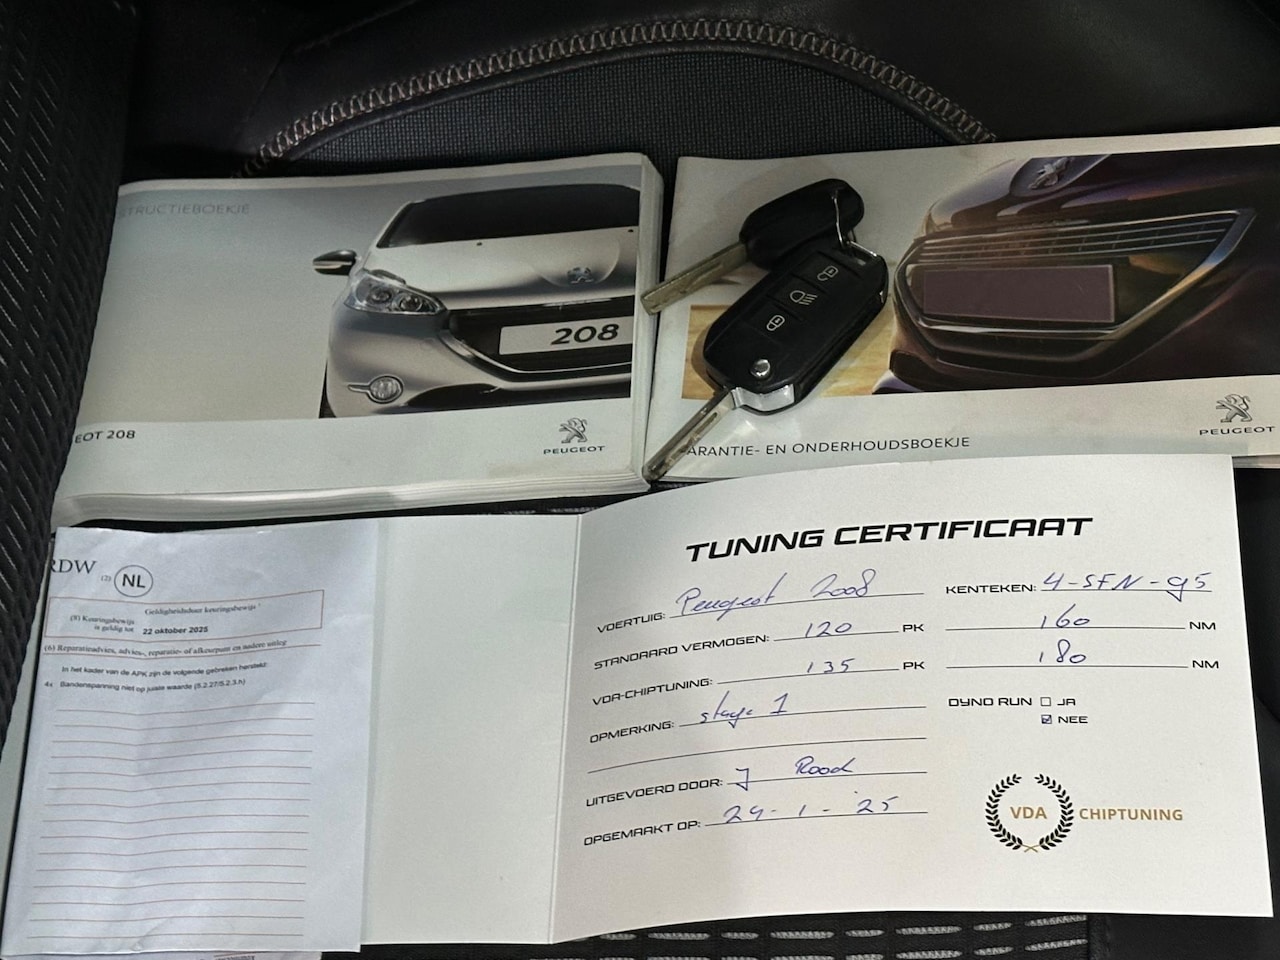 STRUCTIEBOEKJE
208
EOT 208
PEUGEOT
ARANTIE- EN ONDERHOUDSBOEKJE
PEUGEOT
RDW (2) NL
Geldigheidsduur keuringsbewijs
(8) Keuringsbewijs
is geldig tot 22 oktober 2025
(6) Reparatieadvies, advies-, reparatie- of afkeurpunt en andere uitleg
In het kader van de APK zijn de volgende gebreken hersteld:
4x Bandenspanning niet op juiste waarde (5.2.27/5.2.3.h)
TUNING CERTIFICAAT
VOERTUIG: Peugeot 2008 KENTEKEN: 4-SFN-95
STANDAARD VERMOGEN: 120 PK 160 NM
VDA-CHIPTUNING: 135 PK 180 NM
OPMERKING: stage 1 DYNO RUN JA
NEE
UITGEVOERD DOOR: J Rood
OPGEMAAKT OP: 24-1-'25
VDA CHIPTUNING